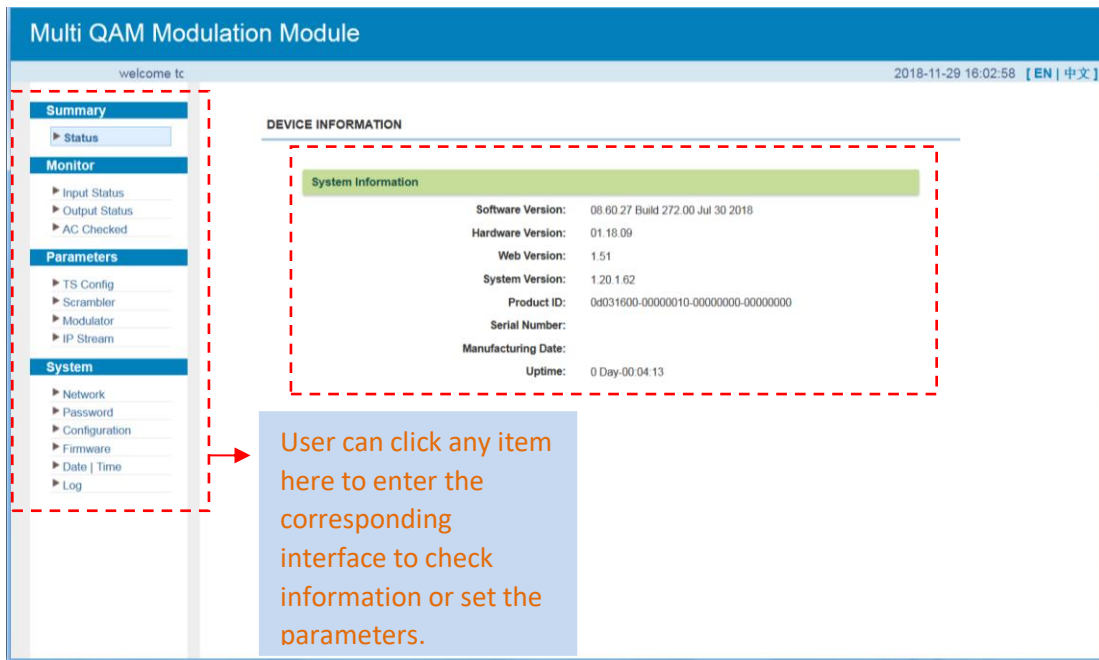 Multi QAM Modulation Module
welcome to
2018-11-29 16:02:58 [ EN | 中文 ]
Summary
Status
Monitor
Input Status
Output Status
AC Checked
Parameters
TS Config
Scrambler
Modulator
IP Stream
System
Network
Password
Configuration
Firmware
Date | Time
Log
DEVICE INFORMATION
System Information
Software Version: 08.60.27 Build 272.00 Jul 30 2018
Hardware Version: 01.18.09
Web Version: 1.51
System Version: 1.20.1.62
Product ID: 0d031600-00000010-00000000-00000000
Serial Number:
Manufacturing Date:
Uptime: 0 Day-00:04:13
User can click any item
here to enter the
corresponding
interface to check
information or set the
parameters.